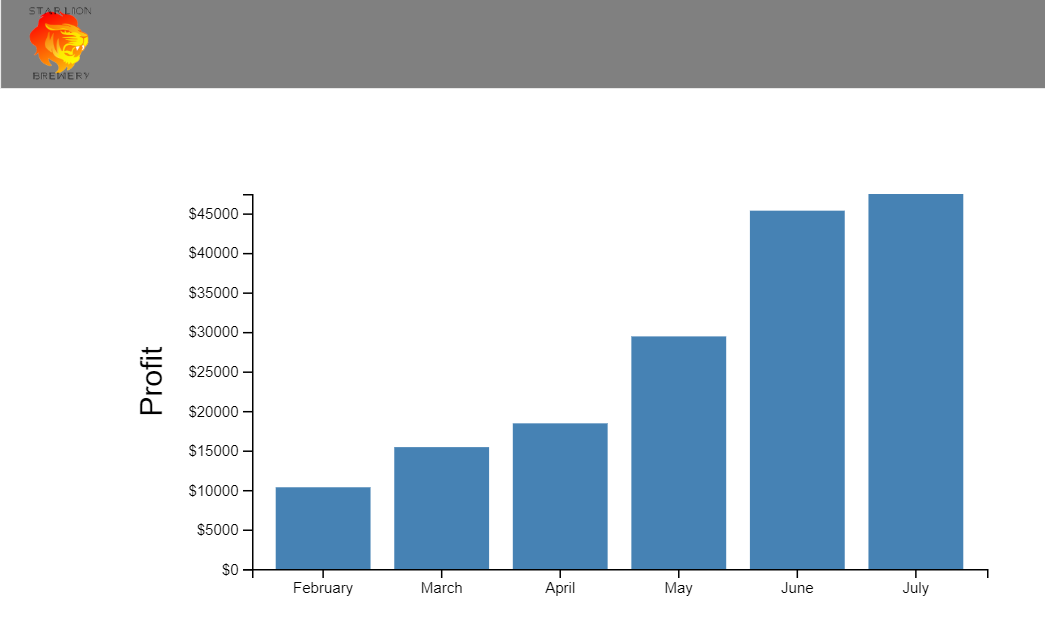 STAR LION
BREWERY
Profit
$45000
$40000
$35000
$30000
$25000
$20000
$15000
$10000
$5000
$0
February March April May June July